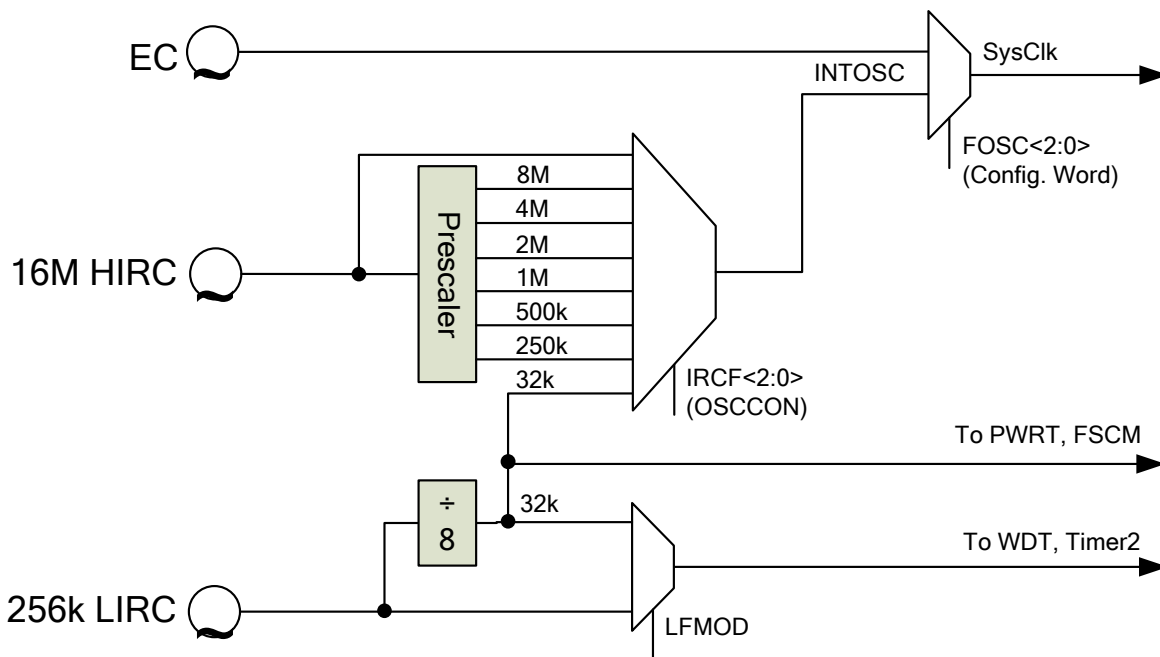 EC
SysClk
INTOSC
FOSC<2:0>
(Config. Word)
8M
4M
2M
1M
500k
250k
32k
Prescaler
16M HIRC
IRCF<2:0>
(OSCCON)
To PWRT, FSCM
÷
8
32k
To WDT, Timer2
256k LIRC
LFMOD